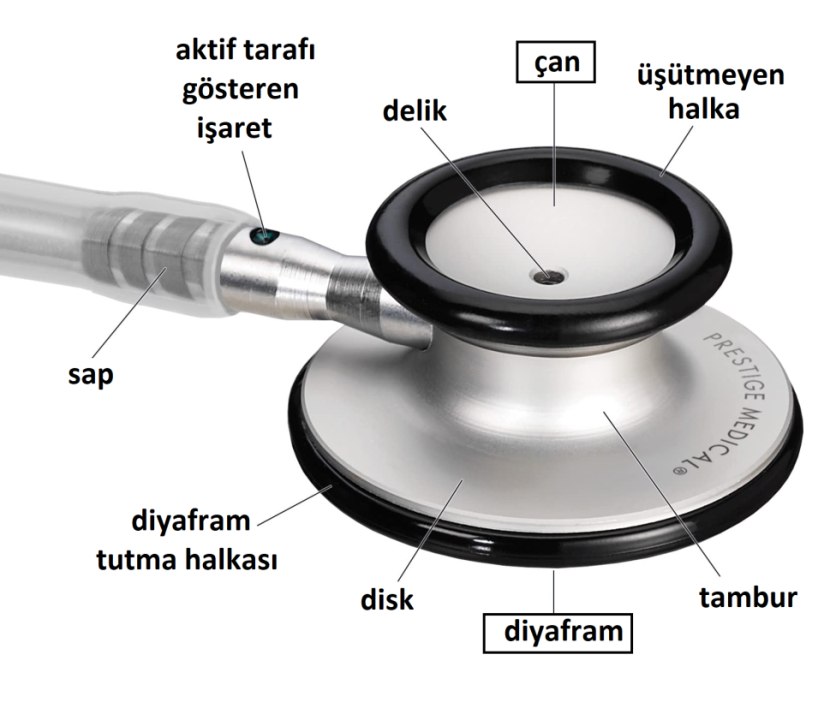 aktif tarafı
gösteren
işaret
çan
üşütmeyen
halka
delik
sap
PRESTIGE MEDICAL®
diyafram
tutma halkası
disk
tambur
diyafram